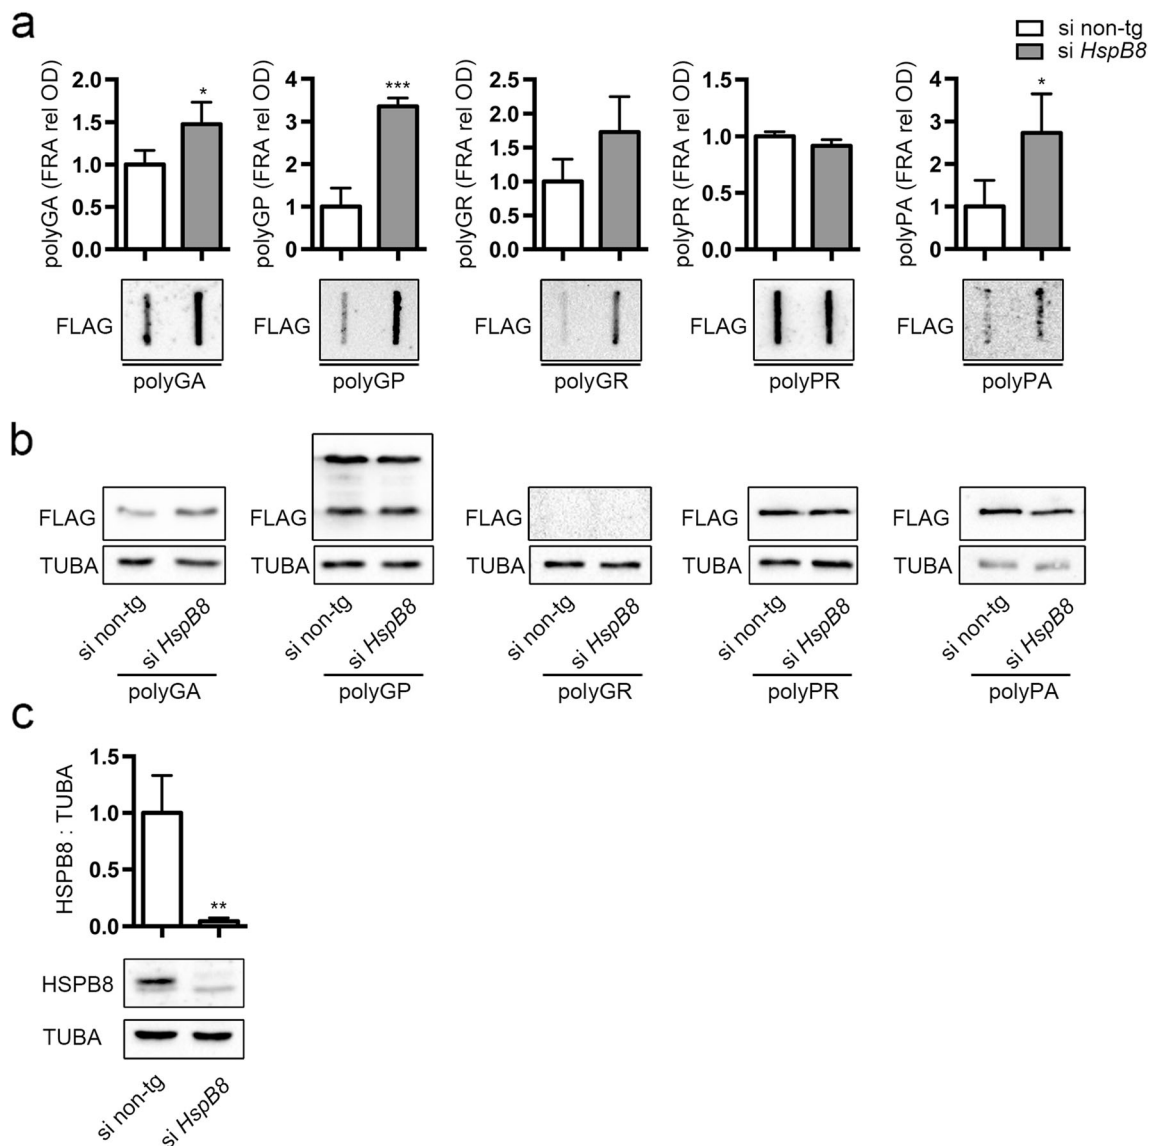 a
si non-tg
si HspB8
polyGA (FRA rel OD)
2.0
1.5
1.0
0.5
0.0
*
polyGP (FRA rel OD)
4
3
2
1
0
***
polyGR (FRA rel OD)
2.5
2.0
1.5
1.0
0.5
0.0
polyPR (FRA rel OD)
1.5
1.0
0.5
0.0
polyPA (FRA rel OD)
4
3
2
1
0
*
FLAG
FLAG
FLAG
FLAG
FLAG
polyGA
polyGP
polyGR
polyPR
polyPA
b
FLAG
FLAG
FLAG
FLAG
FLAG
TUBA
TUBA
TUBA
TUBA
TUBA
si non-tg
si HspB8
si non-tg
si HspB8
si non-tg
si HspB8
si non-tg
si HspB8
si non-tg
si HspB8
polyGA
polyGP
polyGR
polyPR
polyPA
c
HSPB8 : TUBA
1.5
1.0
0.5
0.0
**
HSPB8
TUBA
si non-tg
si HspB8